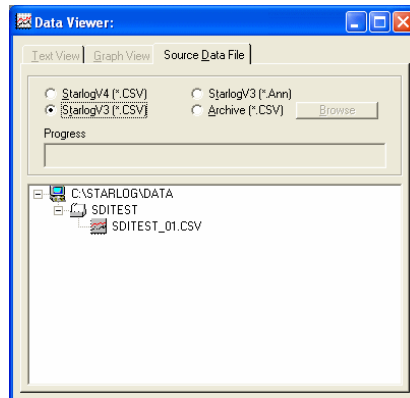 Data Viewer:
Text View Graph View Source Data File
StarlogV4 (*.CSV) StarlogV3 (*.Ann)
StarlogV3 (*.CSV) Archive (*.CSV) Browse
Progress
C:\STARLOG\DATA
SDITEST
SDITEST_01.CSV